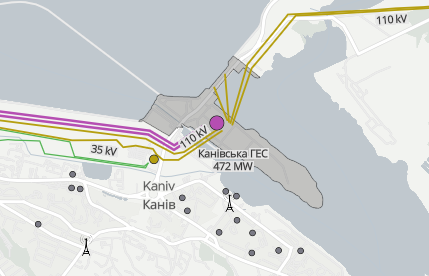 110 kV
110 kV
35 kV
Канівська ГЕС
472 MW
Kaniv
Канів